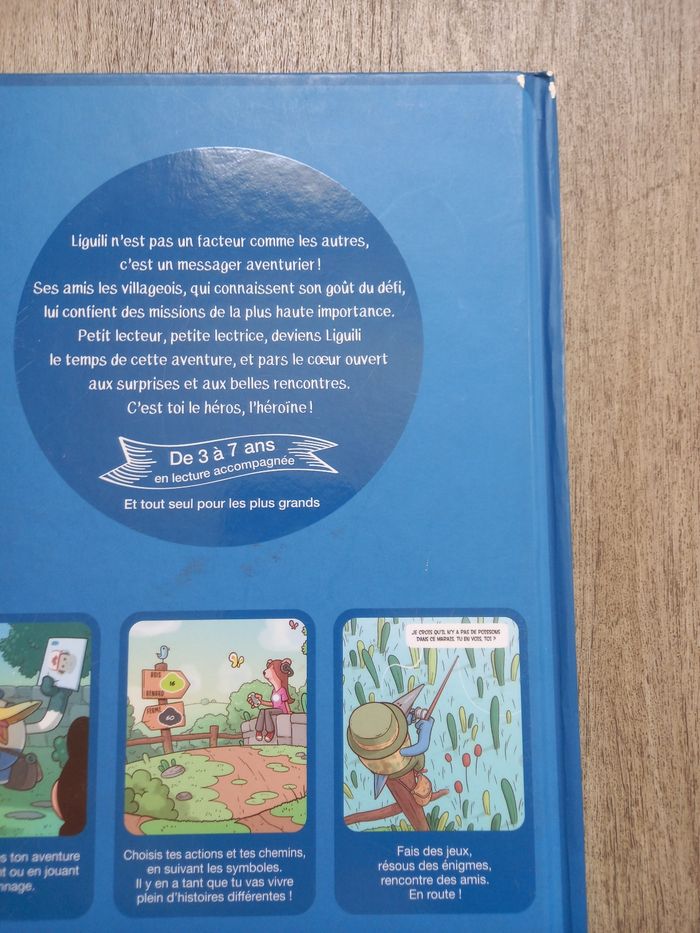 Liguili n'est pas un facteur comme les autres,
c'est un messager aventurier !
Ses amis les villageois, qui connaissent son goût du défi,
lui confient des missions de la plus haute importance.
Petit lecteur, petite lectrice, deviens Liguili
le temps de cette aventure, et pars le cœur ouvert
aux surprises et aux belles rencontres.
C'est toi le héros, l'héroïne !
De 3 à 7 ans
en lecture accompagnée
Et tout seul pour les plus grands
BOIS
16
RENARD
FERME
60
JE CROIS QU'IL N'Y A PAS DE POISSONS
DANS CE MARAIS. TU EN VOIS, TOI ?
ton aventure
ou en jouant
Choisis tes actions et tes chemins,
en suivant les symboles.
Il y en a tant que tu vas vivre
plein d'histoires différentes !
Fais des jeux,
résous des énigmes,
rencontre des amis.
En route !